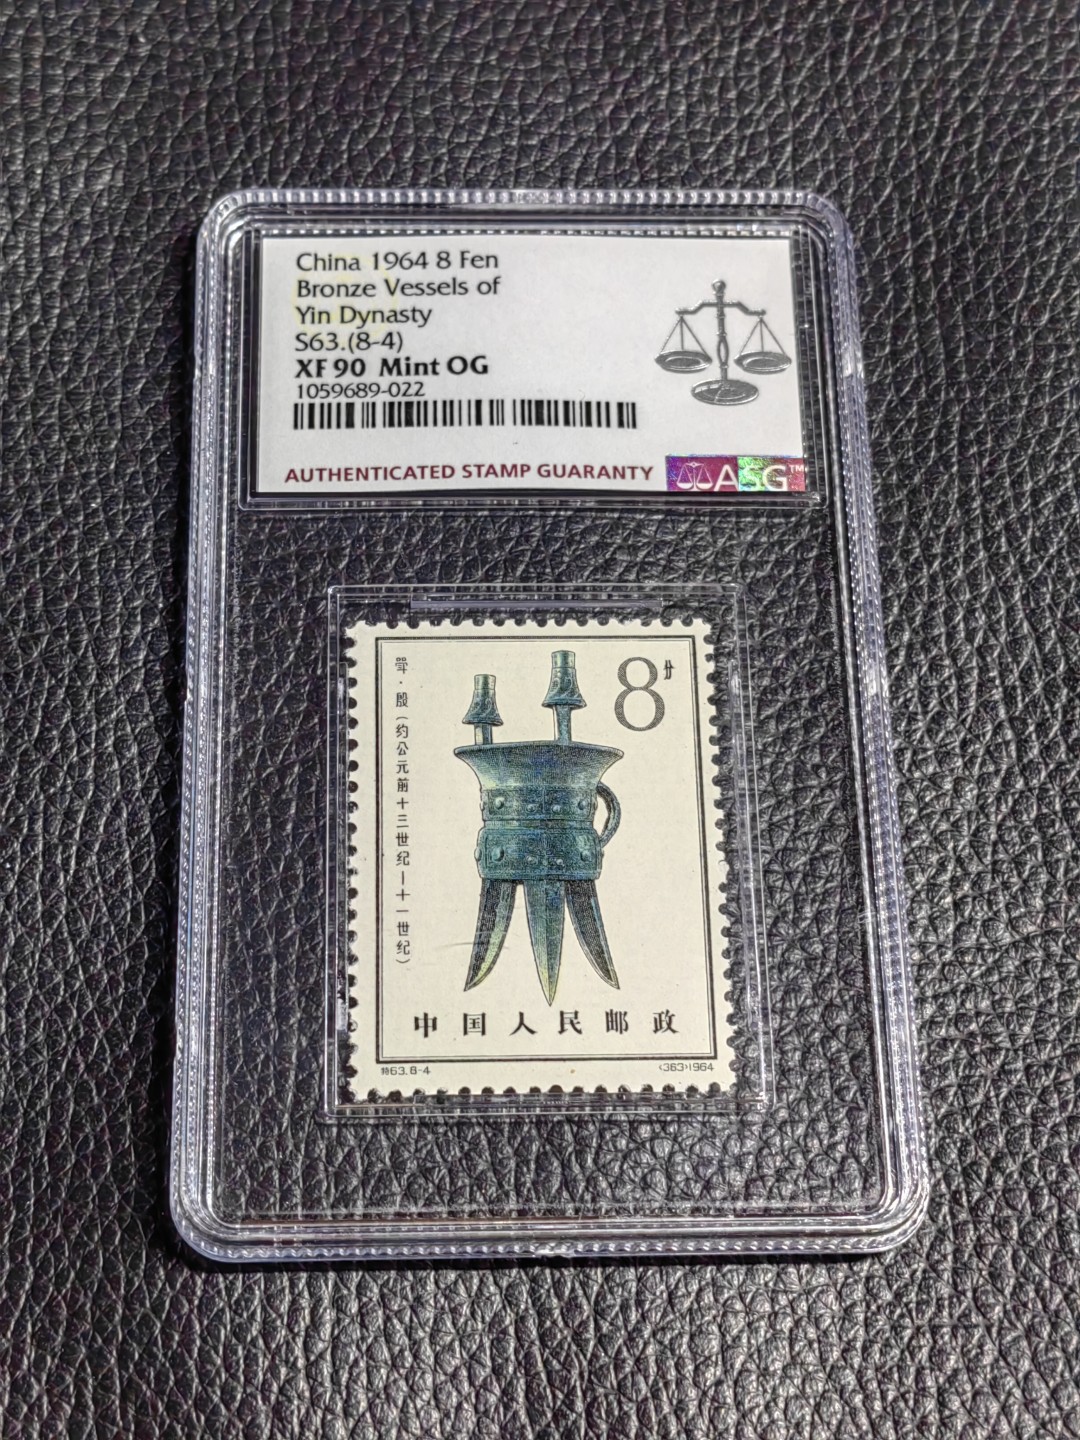 China 1964 8 Fen
Bronze Vessels of
Yin Dynasty
S63.(8-4)
XF 90 Mint OG
1059689-022
AUTHENTICATED STAMP GUARANTY
ASG™
8分
斝·殷(约公元前十三世纪—十一世纪)
中国人民邮政
特63.8-4
(363)1964